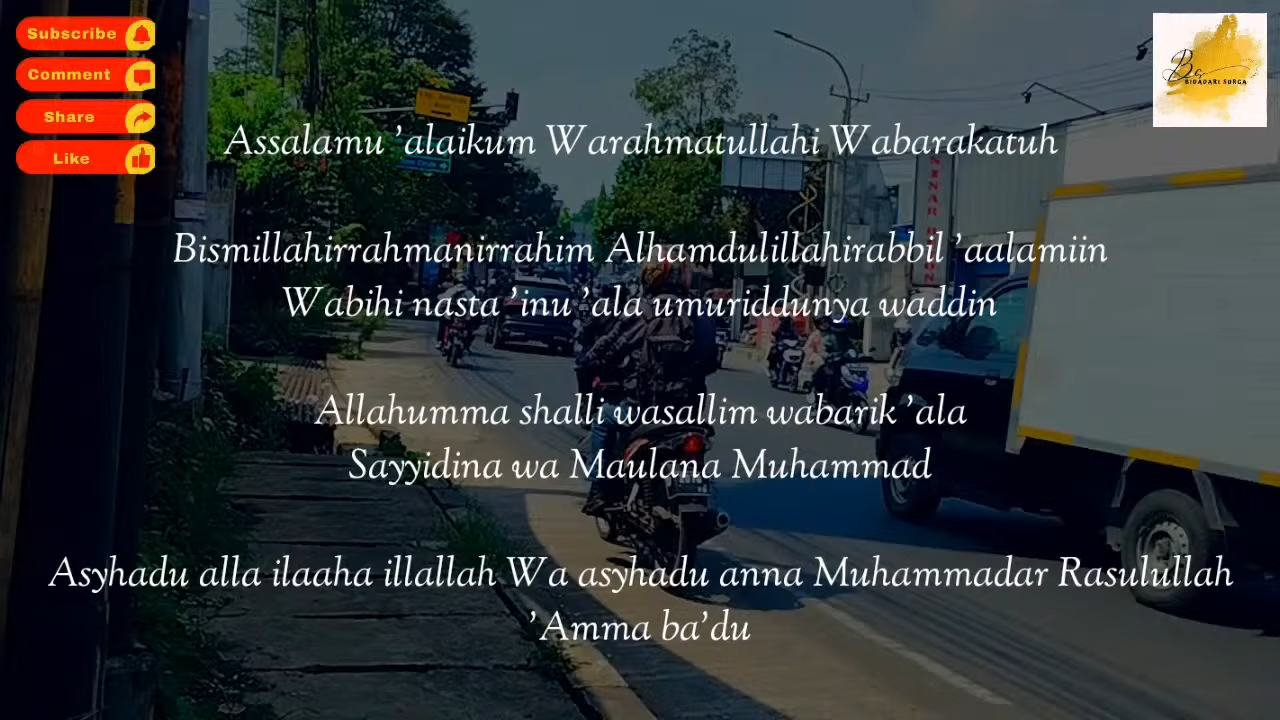 Subscribe
Comment
Share
Like
BIDADARI SURGA
Assalamu 'alaikum Warahmatullahi Wabarakatuh
Bismillahirrahmanirrahim Alhamdulillahirabbil 'aalamiin
Wabihi nasta 'inu 'ala umuriddunya waddin
Allahumma shalli wasallim wabarik 'ala
Sayyidina wa Maulana Muhammad
Asyhadu alla ilaaha illallah Wa asyhadu anna Muhammadar Rasulullah
'Amma ba'du